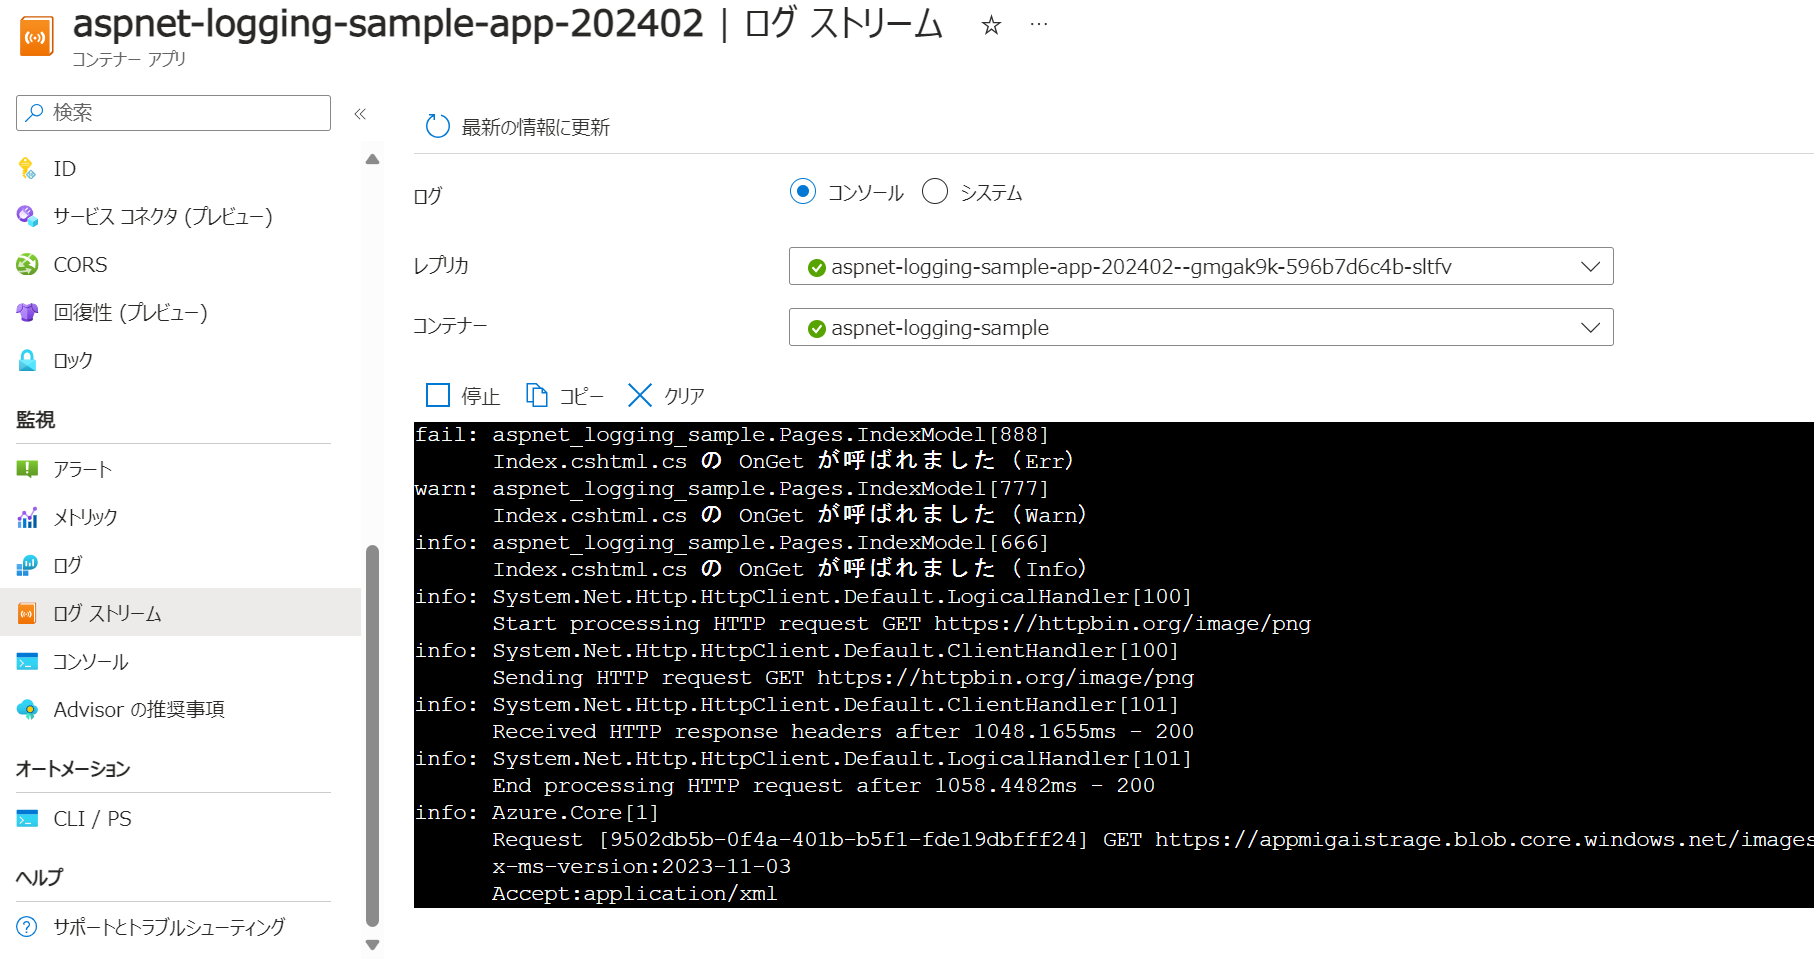 aspnet-logging-sample-app-202402 | ログ ストリーム
コンテナー アプリ
検索
ID
サービス コネクタ (プレビュー)
CORS
回復性 (プレビュー)
ロック
監視
アラート
メトリック
ログ
ログ ストリーム
コンソール
Advisor の推奨事項
オートメーション
CLI / PS
ヘルプ
サポートとトラブルシューティング
最新の情報に更新
ログ
コンソール
システム
レプリカ
aspnet-logging-sample-app-202402--gmgak9k-596b7d6c4b-sltfv
コンテナー
aspnet-logging-sample
停止
コピー
クリア
fail: aspnet_logging_sample.Pages.IndexModel[888]
Index.cshtml.cs の OnGet が呼ばれました（Err）
warn: aspnet_logging_sample.Pages.IndexModel[777]
Index.cshtml.cs の OnGet が呼ばれました（Warn）
info: aspnet_logging_sample.Pages.IndexModel[666]
Index.cshtml.cs の OnGet が呼ばれました（Info）
info: System.Net.Http.HttpClient.Default.LogicalHandler[100]
Start processing HTTP request GET https://httpbin.org/image/png
info: System.Net.Http.HttpClient.Default.ClientHandler[100]
Sending HTTP request GET https://httpbin.org/image/png
info: System.Net.Http.HttpClient.Default.ClientHandler[101]
Received HTTP response headers after 1048.1655ms - 200
info: System.Net.Http.HttpClient.Default.LogicalHandler[101]
End processing HTTP request after 1058.4482ms - 200
info: Azure.Core[1]
Request [9502db5b-0f4a-401b-b5f1-fde19dbfff24] GET https://appmigaistrage.blob.core.windows.net/images
x-ms-version:2023-11-03
Accept:application/xml